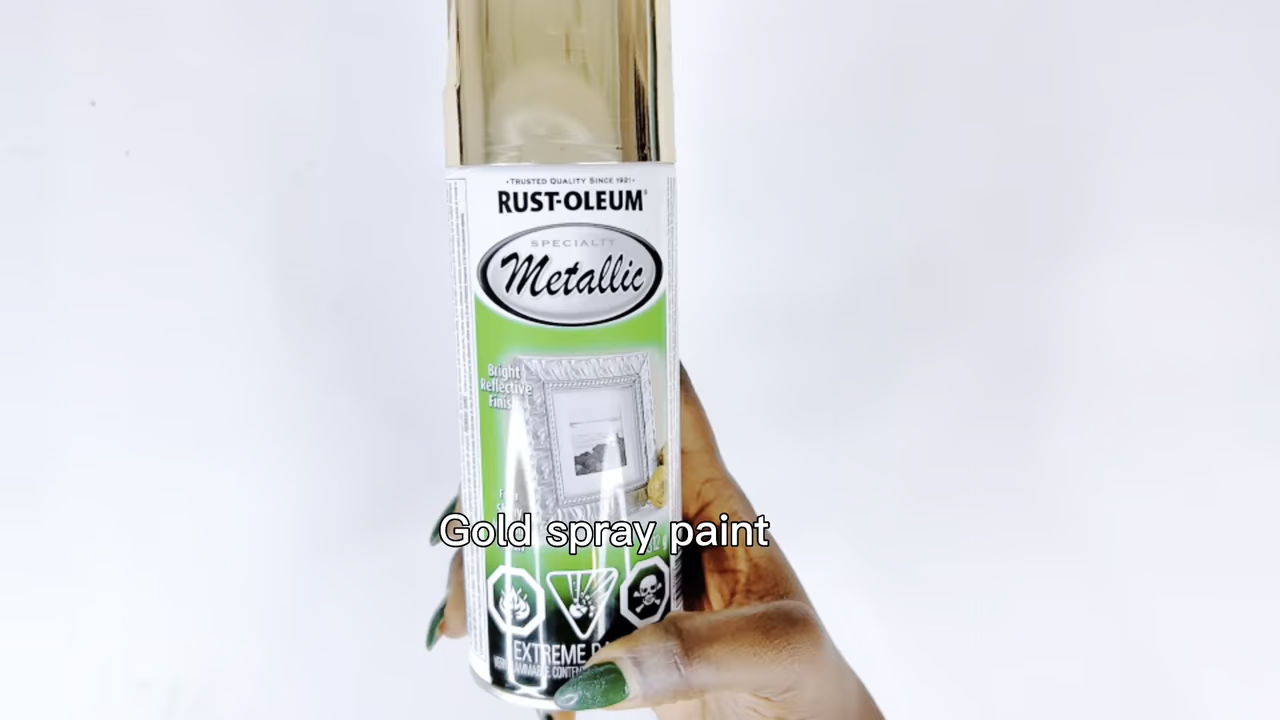 ·TRUSTED QUALITY SINCE 1921·
RUST-OLEUM®
SPECIALTY
Metallic
Bright
Reflective
Finish
Gold spray paint
EXTREME